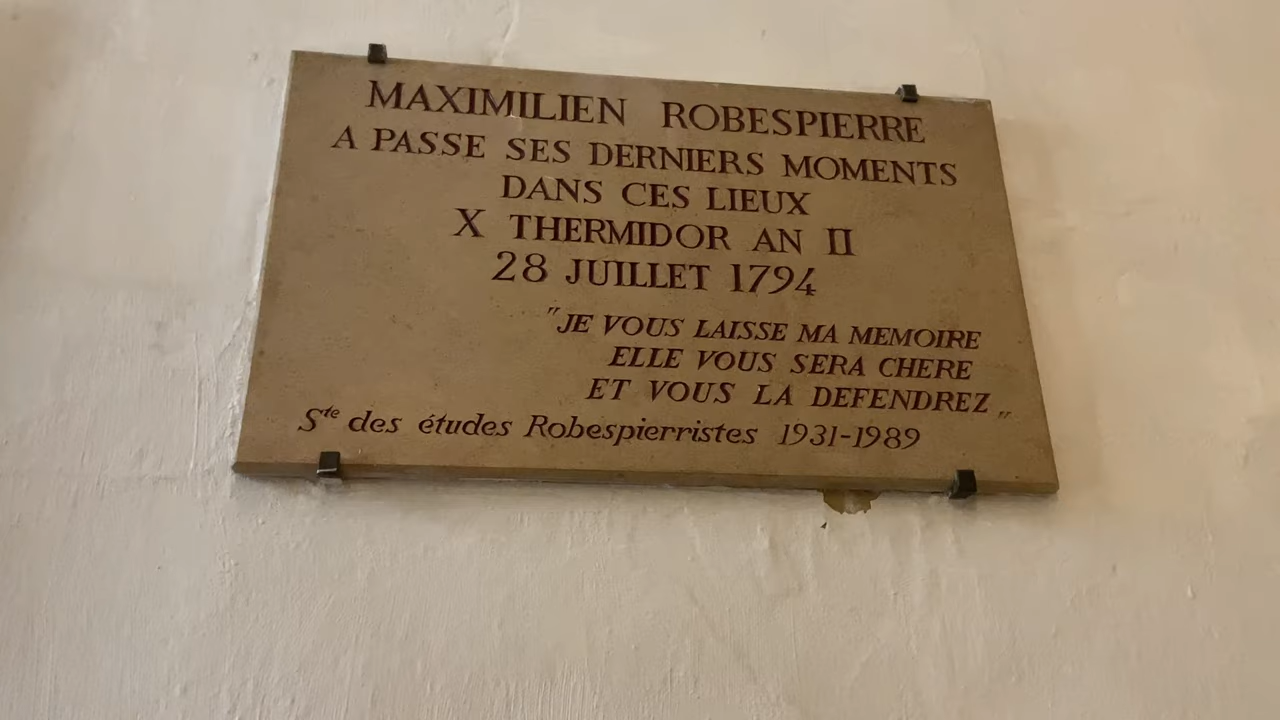 MAXIMILIEN ROBESPIERRE
A PASSE SES DERNIERS MOMENTS
DANS CES LIEUX
X THERMIDOR AN II
28 JUILLET 1794
"JE VOUS LAISSE MA MEMOIRE
ELLE VOUS SERA CHERE
ET VOUS LA DEFENDREZ„
Ste des études Robespierristes 1931-1989